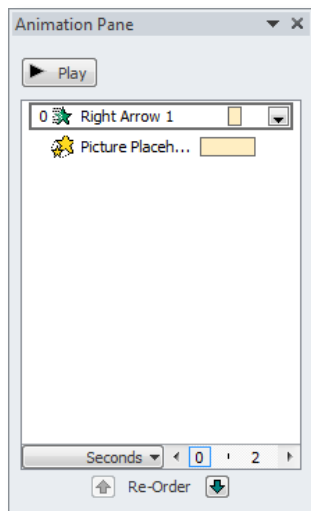 Animation Pane
Play
0 Right Arrow 1
Picture Placeh...
Seconds 0 2
Re-Order